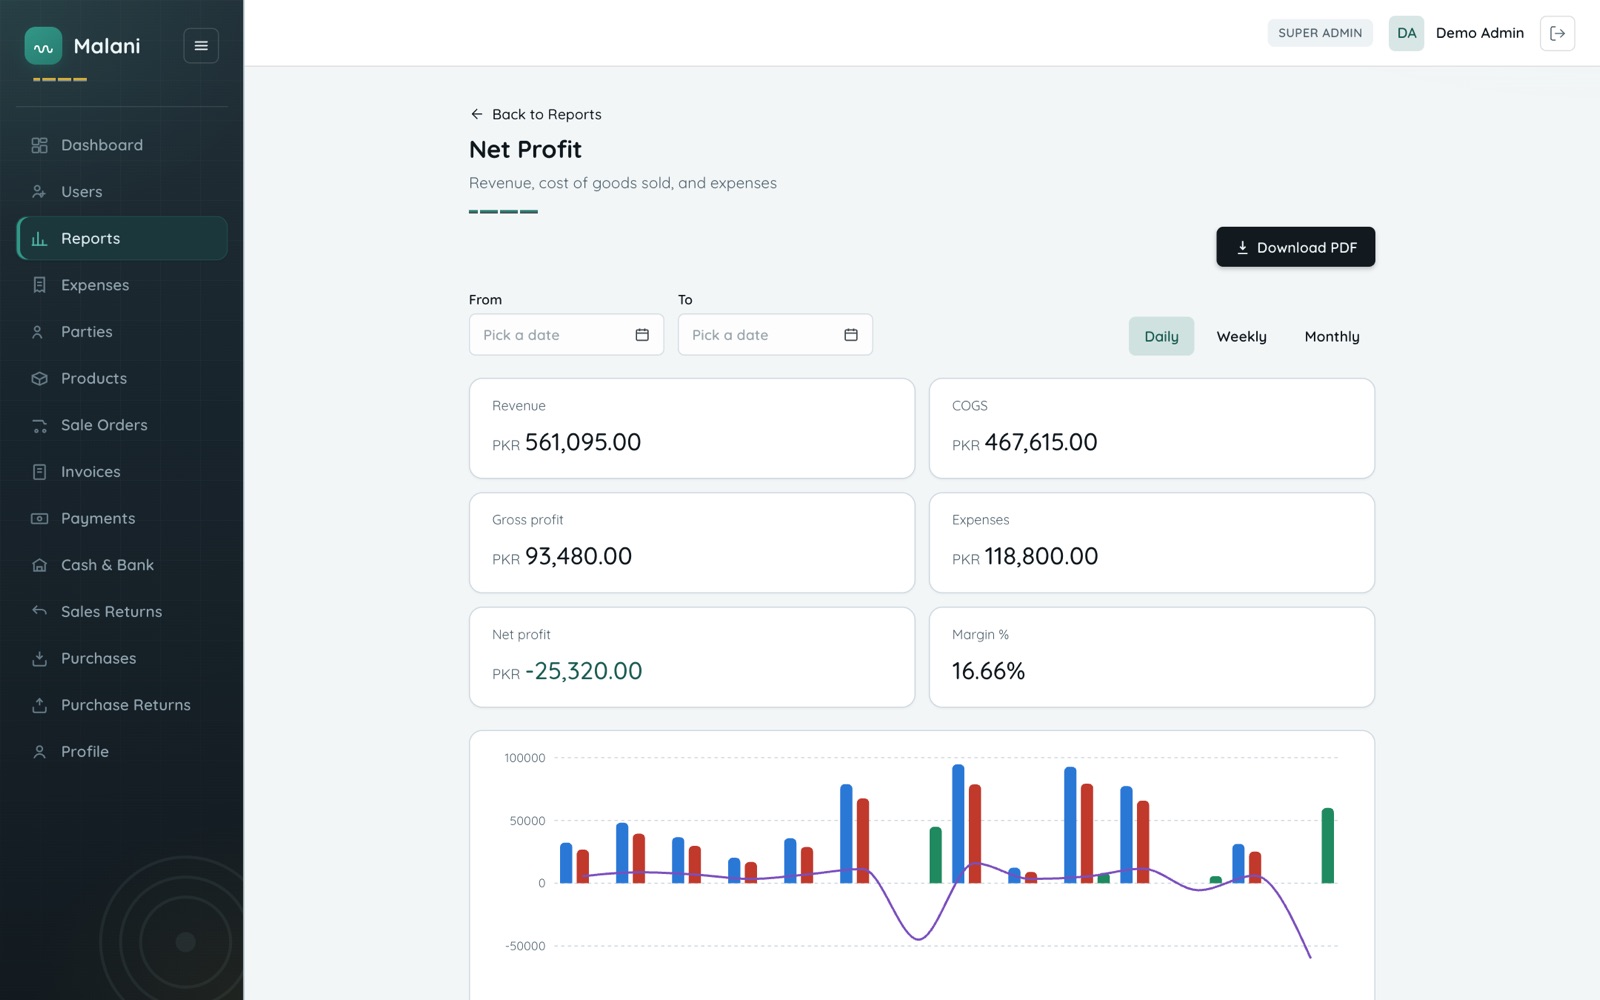 Malani
SUPER ADMIN
DA
Demo Admin
Dashboard
Users
Reports
Expenses
Parties
Products
Sale Orders
Invoices
Payments
Cash & Bank
Sales Returns
Purchases
Purchase Returns
Profile
Back to Reports
Net Profit
Revenue, cost of goods sold, and expenses
Download PDF
From
To
Pick a date
Pick a date
Daily
Weekly
Monthly
Revenue
PKR 561,095.00
COGS
PKR 467,615.00
Gross profit
PKR 93,480.00
Expenses
PKR 118,800.00
Net profit
PKR -25,320.00
Margin %
16.66%
100000
50000
0
-50000